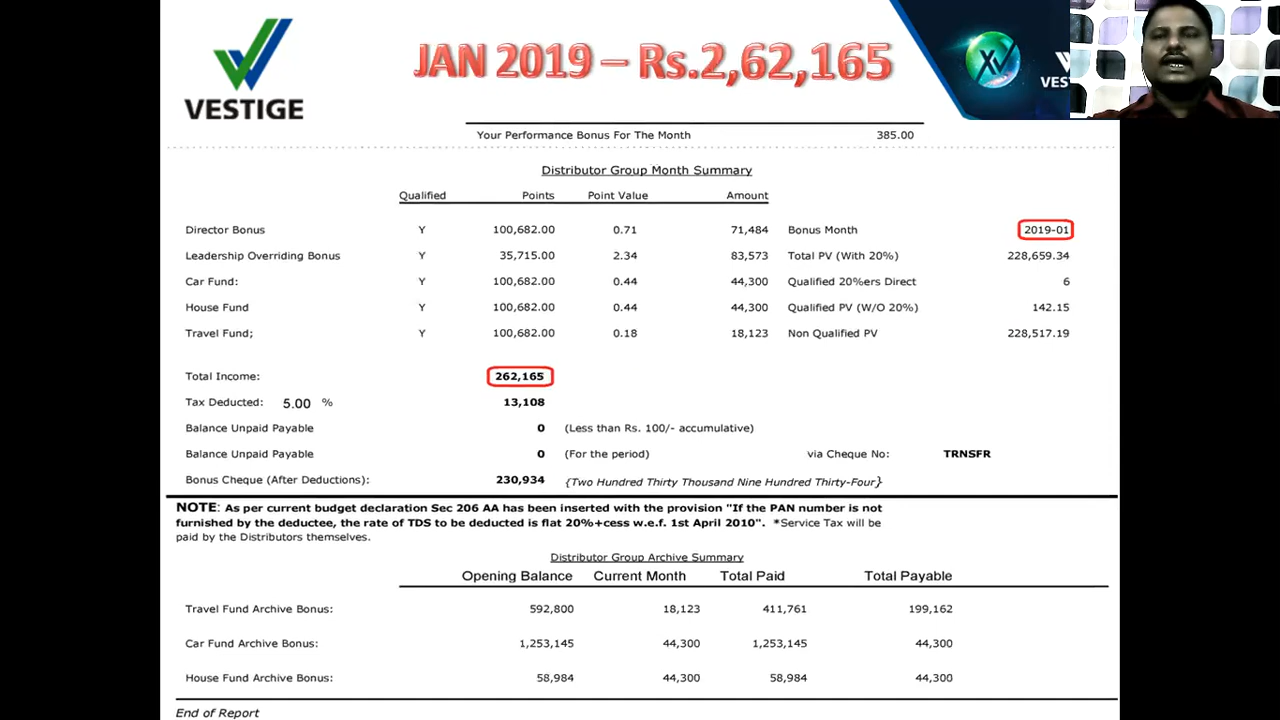 VESTIGE
JAN 2019 – Rs.2,62,165
XV
VEST
Your Performance Bonus For The Month 385.00
Distributor Group Month Summary
Qualified Points Point Value Amount
Director Bonus Y 100,682.00 0.71 71,484 Bonus Month 2019-01
Leadership Overriding Bonus Y 35,715.00 2.34 83,573 Total PV (With 20%) 228,659.34
Car Fund: Y 100,682.00 0.44 44,300 Qualified 20%ers Direct 6
House Fund Y 100,682.00 0.44 44,300 Qualified PV (W/O 20%) 142.15
Travel Fund; Y 100,682.00 0.18 18,123 Non Qualified PV 228,517.19
Total Income: 262,165
Tax Deducted: 5.00 % 13,108
Balance Unpaid Payable 0 (Less than Rs. 100/- accumulative)
Balance Unpaid Payable 0 (For the period) via Cheque No: TRNSFR
Bonus Cheque (After Deductions): 230,934 {Two Hundred Thirty Thousand Nine Hundred Thirty-Four}
NOTE: As per current budget declaration Sec 206 AA has been inserted with the provision "If the PAN number is not
furnished by the deductee, the rate of TDS to be deducted is flat 20%+cess w.e.f. 1st April 2010". *Service Tax will be
paid by the Distributors themselves.
Distributor Group Archive Summary
Opening Balance Current Month Total Paid Total Payable
Travel Fund Archive Bonus: 592,800 18,123 411,761 199,162
Car Fund Archive Bonus: 1,253,145 44,300 1,253,145 44,300
House Fund Archive Bonus: 58,984 44,300 58,984 44,300
End of Report